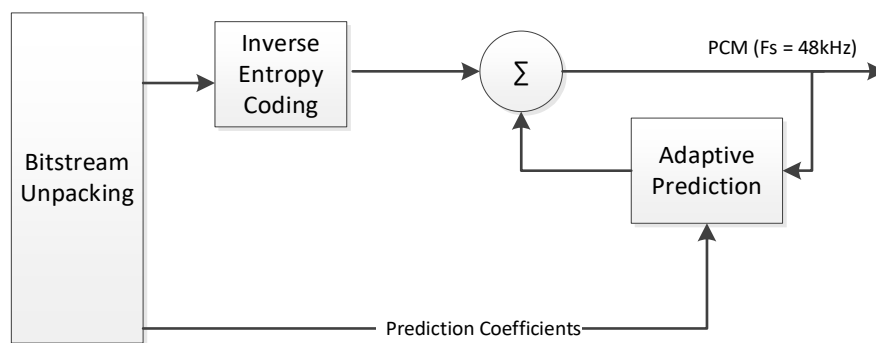 Bitstream
Unpacking
Inverse
Entropy
Coding
Σ
PCM (Fs = 48kHz)
Adaptive
Prediction
Prediction Coefficients